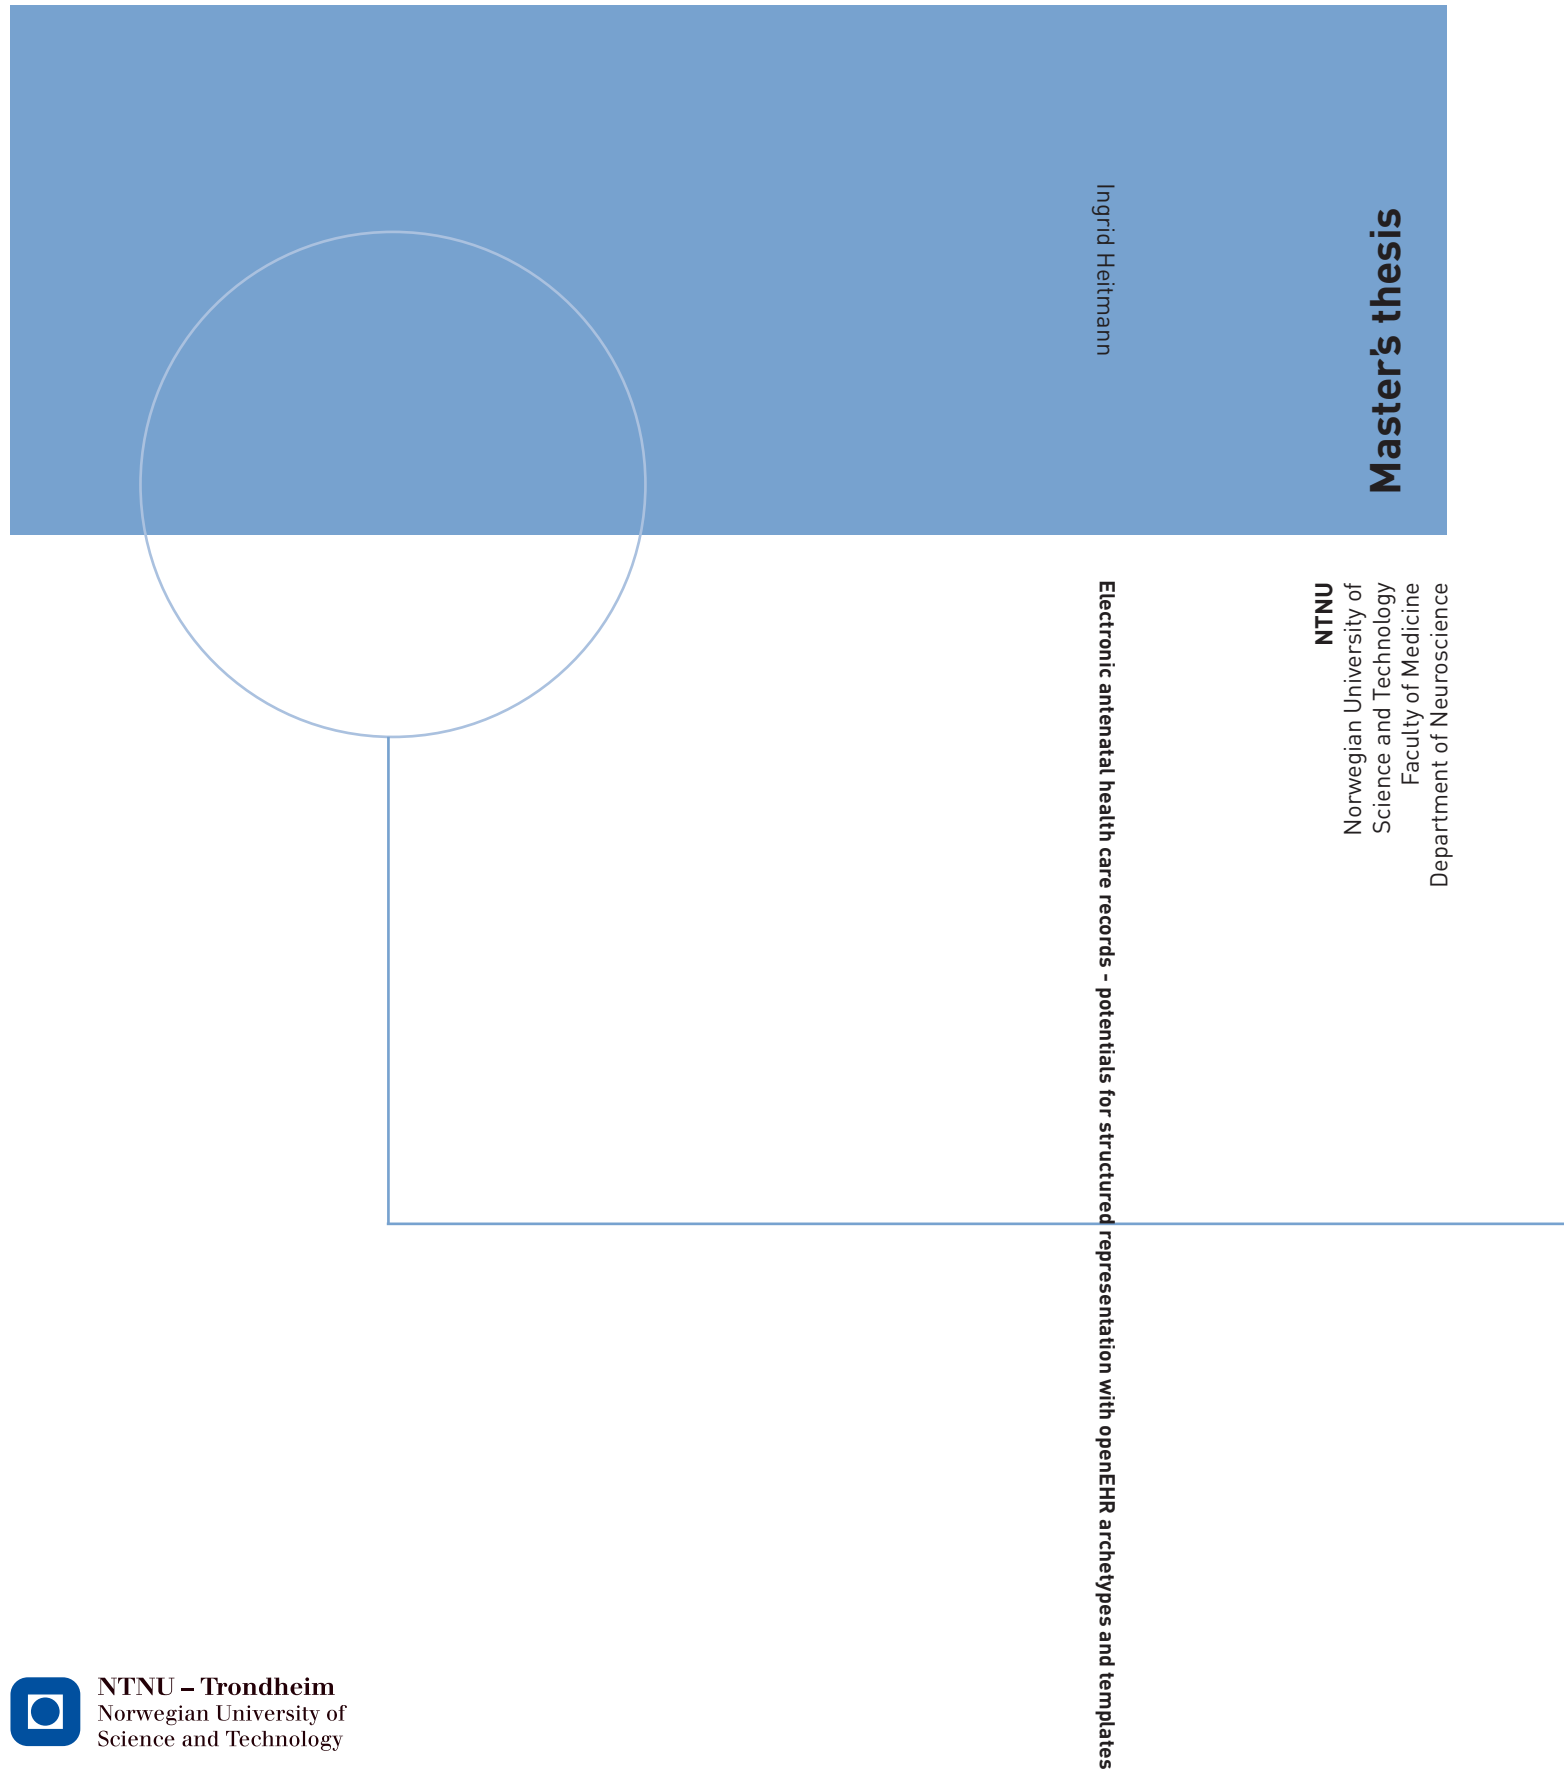 Ingrid Heitmann
Electronic antenatal health care records - potentials for structured representation with openEHR archetypes and templates
Master's thesis
NTNU
Norwegian University of
Science and Technology
Faculty of Medicine
Department of Neuroscience
NTNU – Trondheim
Norwegian University of
Science and Technology